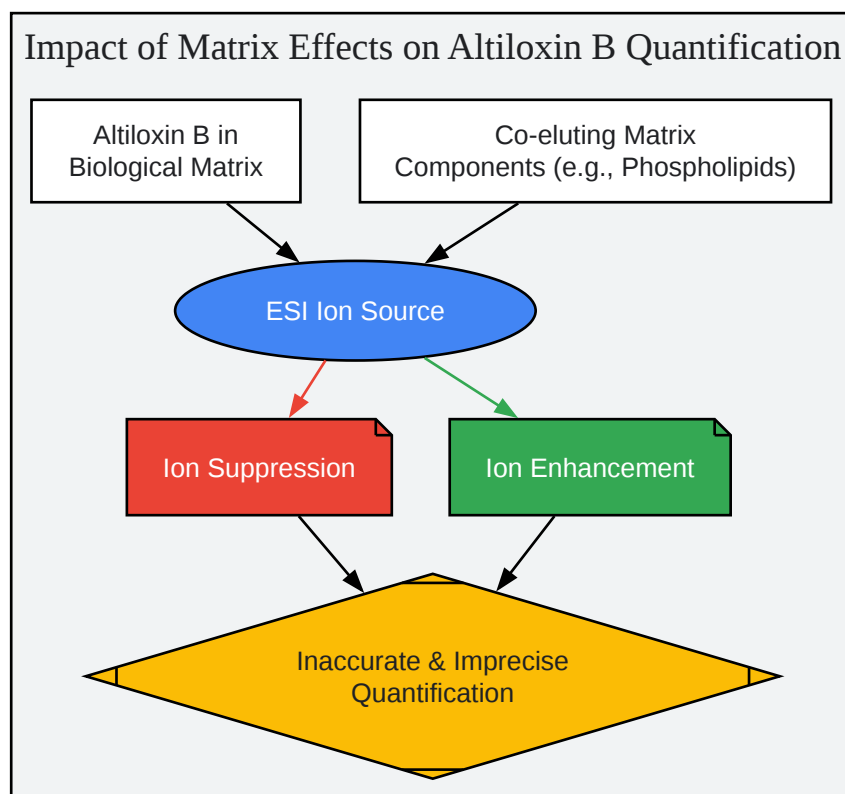 Impact of Matrix Effects on Altiloxin B Quantification
Altiloxin B in
Biological Matrix
Co-eluting Matrix
Components (e.g., Phospholipids)
ESI Ion Source
Ion Suppression
Ion Enhancement
Inaccurate & Imprecise
Quantification